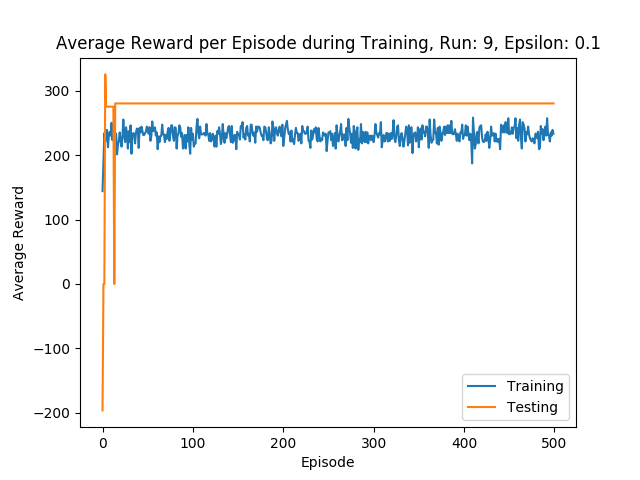 Average Reward per Episode during Training, Run: 9, Epsilon: 0.1
300
200
100
0
−100
−200
Average Reward
0 100 200 300 400 500
Episode
Training
Testing